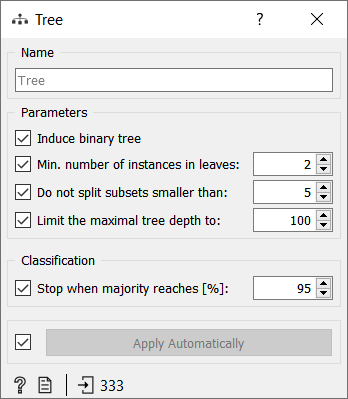 Tree
?
Name
Tree
Parameters
Induce binary tree
Min. number of instances in leaves: 2
Do not split subsets smaller than: 5
Limit the maximal tree depth to: 100
Classification
Stop when majority reaches [%]: 95
Apply Automatically
? 333